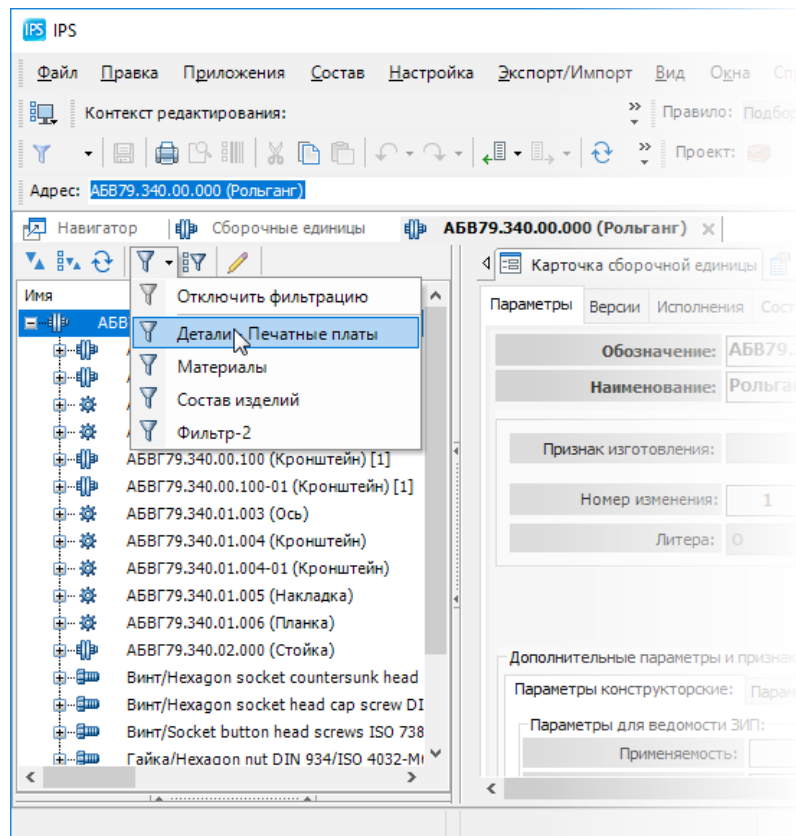 IPS IPS
Файл Правка Приложения Состав Настройка Экспорт/Импорт Вид Окна
Контекст редактирования: Правило: Подбор
Проект:
Адрес: АБВ79.340.00.000 (Рольганг)
Навигатор Сборочные единицы АБВ79.340.00.000 (Рольганг)
Карточка сборочной единицы
Имя
Отключить фильтрацию
Параметры Версии Исполнения Сост
АБВ
Детали Печатные платы
Обозначение: АБВ79.
Материалы
Наименование: Рольга
Состав изделий
Фильтр-2
Признак изготовления:
АБВГ79.340.00.100 (Кронштейн) [1]
АБВГ79.340.00.100-01 (Кронштейн) [1]
Номер изменения: 1
АБВГ79.340.01.003 (Ось)
АБВГ79.340.01.004 (Кронштейн)
Литера: О
АБВГ79.340.01.004-01 (Кронштейн)
АБВГ79.340.01.005 (Накладка)
АБВГ79.340.01.006 (Планка)
АБВГ79.340.02.000 (Стойка)
Дополнительные параметры и признак
Винт/Hexagon socket countersunk head
Параметры конструкторские: Парам
Винт/Hexagon socket head cap screw DI
Винт/Socket button head screws ISO 738
Параметры для ведомости ЗИП:
Гайка/Hexagon nut DIN 934/ISO 4032-M
Применяемость: